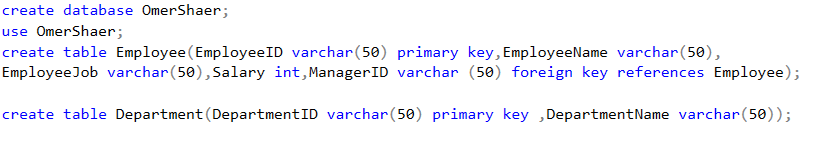 create database OmerShaer;
use OmerShaer;
create table Employee(EmployeeID varchar(50) primary key,EmployeeName varchar(50),
EmployeeJob varchar(50),Salary int,ManagerID varchar (50) foreign key references Employee);
create table Department(DepartmentID varchar(50) primary key ,DepartmentName varchar(50));